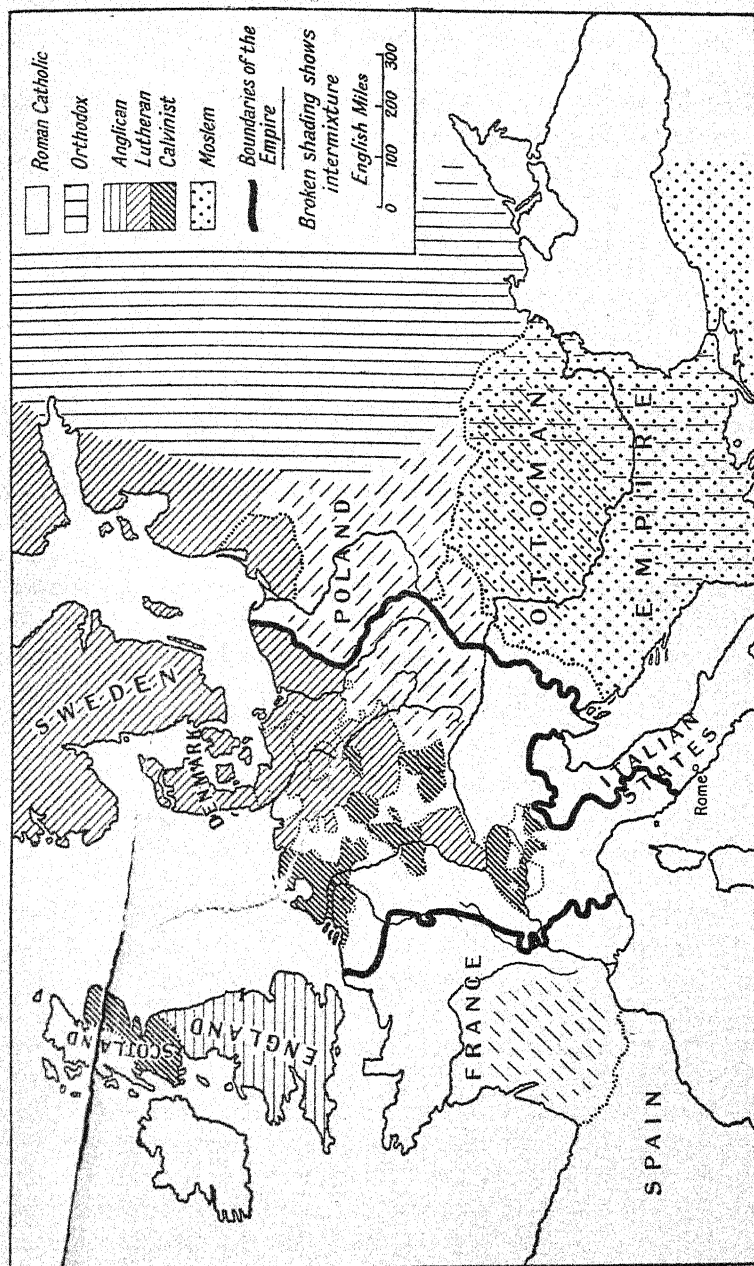 Roman Catholic
Orthodox
Anglican
Lutheran
Calvinist
Moslem
Boundaries of the
Empire
Broken shading shows
intermixture
English Miles
0 100 200 300
SWEDEN
DENMARK
SCOTLAND
ENGLAND
POLAND
OTTOMAN
EMPIRE
FRANCE
ITALIAN
STATES
Rome
SPAIN